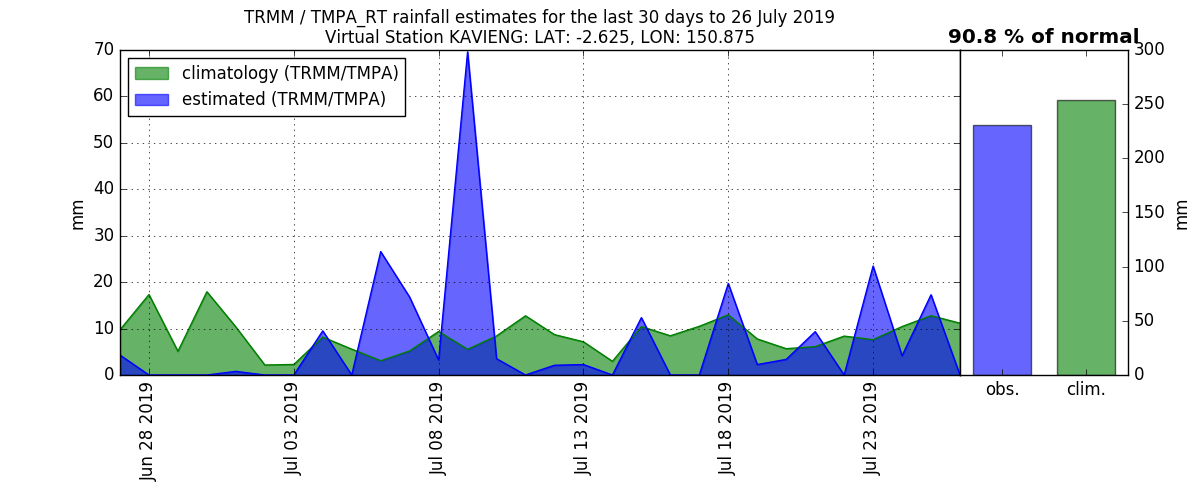 TRMM / TMPA_RT rainfall estimates for the last 30 days to 26 July 2019
Virtual Station KAVIENG: LAT: -2.625, LON: 150.875
90.8 % of normal
climatology (TRMM/TMPA)
estimated (TRMM/TMPA)
70
60
50
40
30
20
10
0
mm
Jun 28 2019
Jul 03 2019
Jul 08 2019
Jul 13 2019
Jul 18 2019
Jul 23 2019
obs.
clim.
300
250
200
150
100
50
0
mm